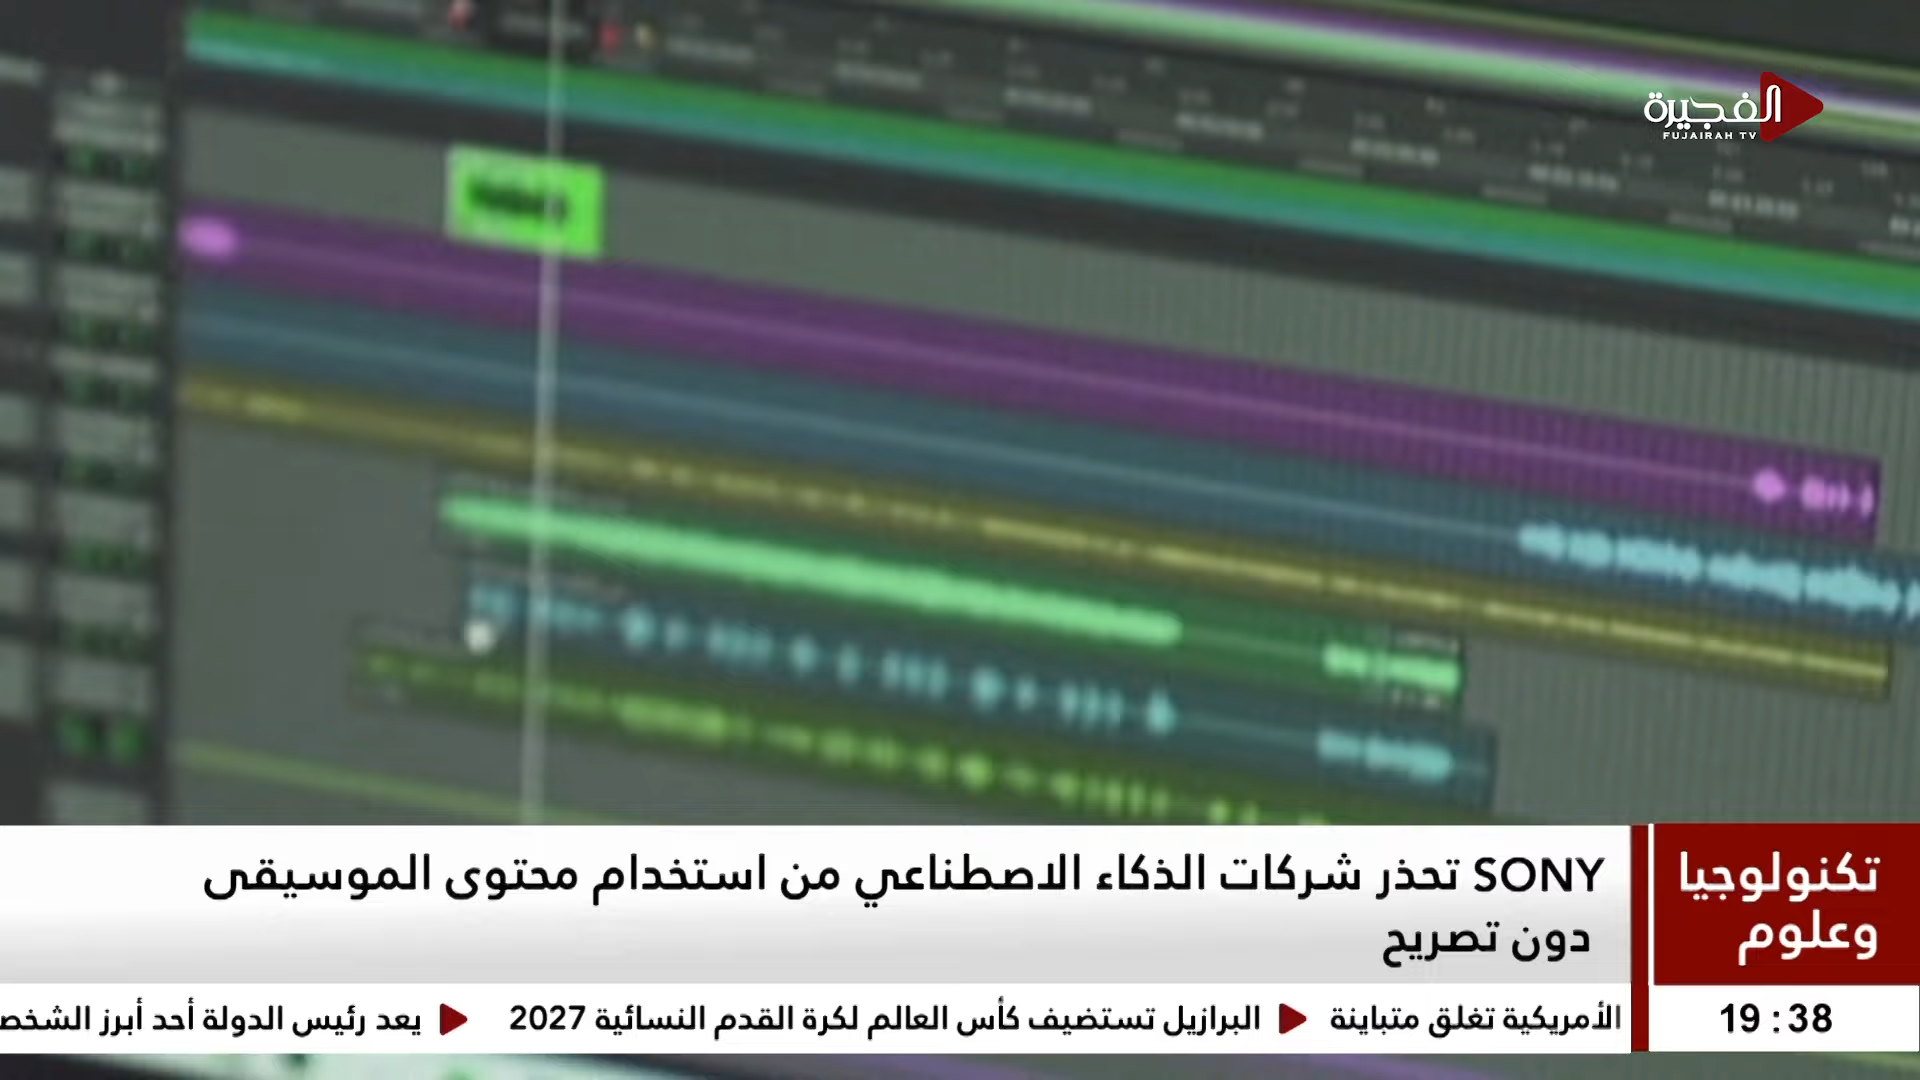 الفجيرة
FUJAIRAH TV
SONY تحذر شركات الذكاء الاصطناعي من استخدام محتوى الموسيقى
دون تصريح
تكنولوجيا
وعلوم
الأمريكية تغلق متباينة ◀ البرازيل تستضيف كأس العالم لكرة القدم النسائية 2027 ◀ يعد رئيس الدولة أحد أبرز
19:38